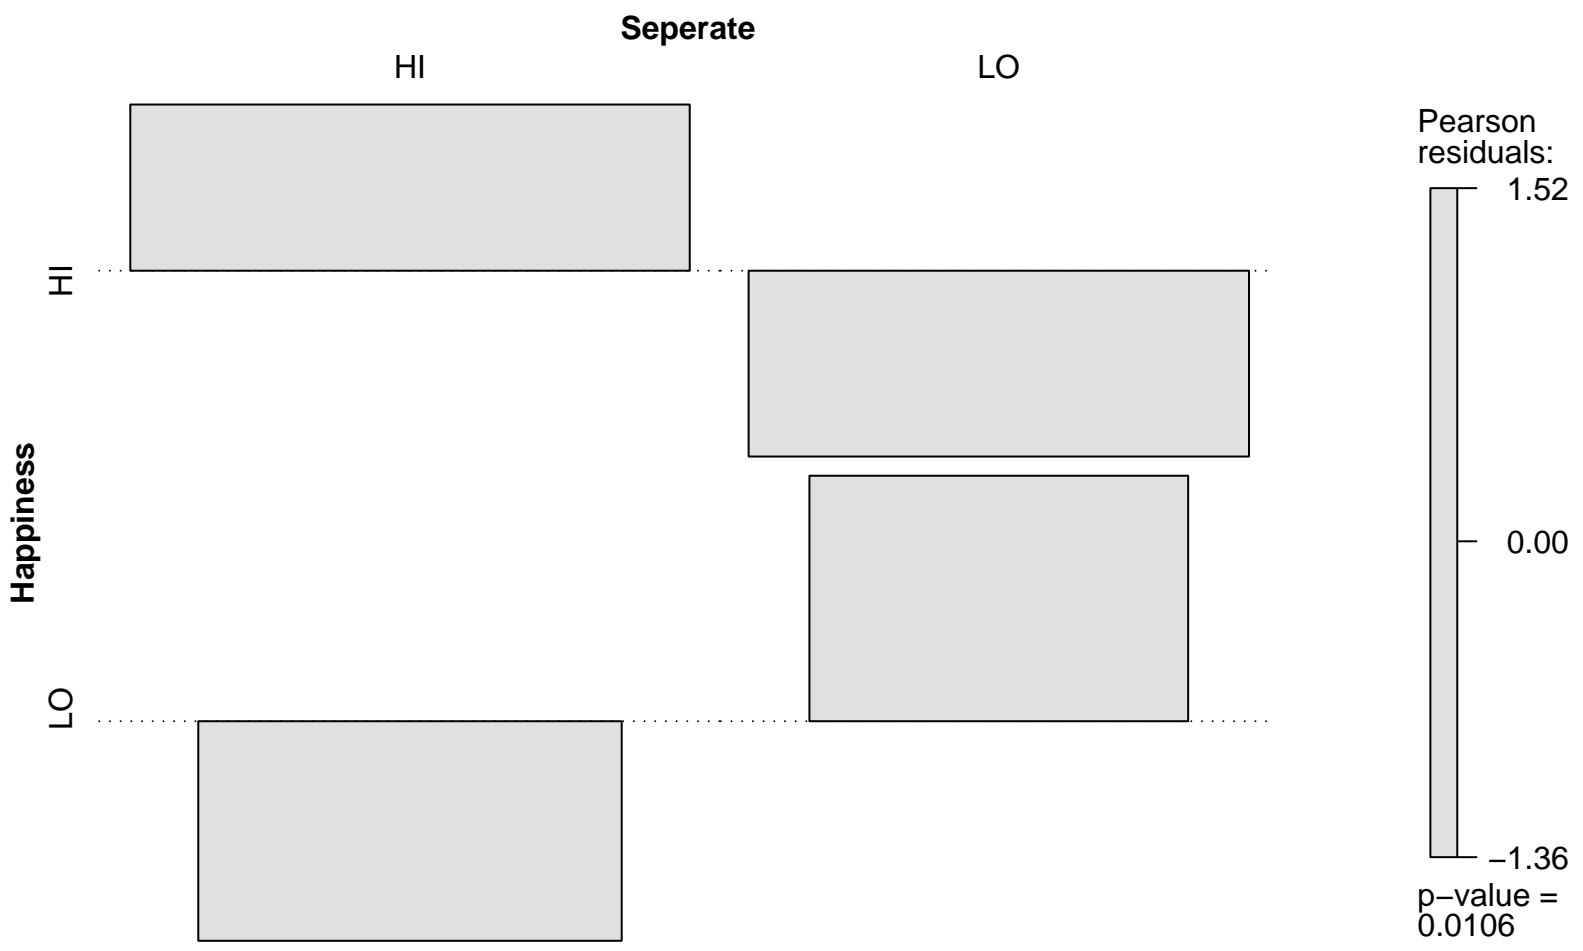 Seperate
HI
LO
Happiness
HI
LO
Pearson
residuals:
1.52
0.00
−1.36
p−value =
0.0106